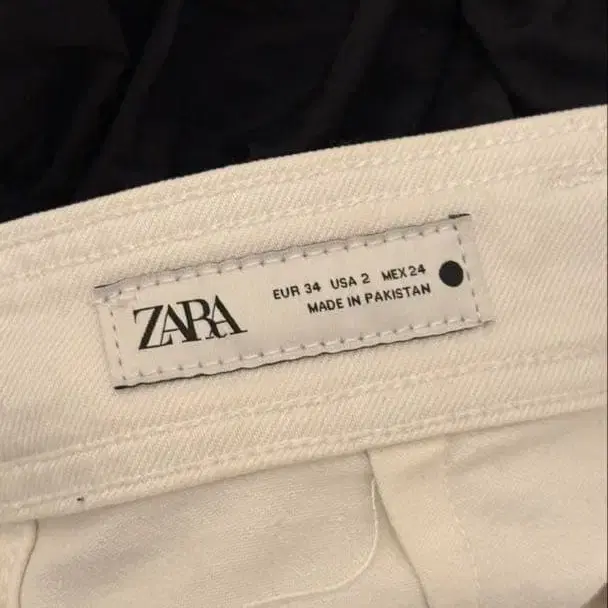 ZARA
EUR 34 USA 2 MEX 24
MADE IN PAKISTAN